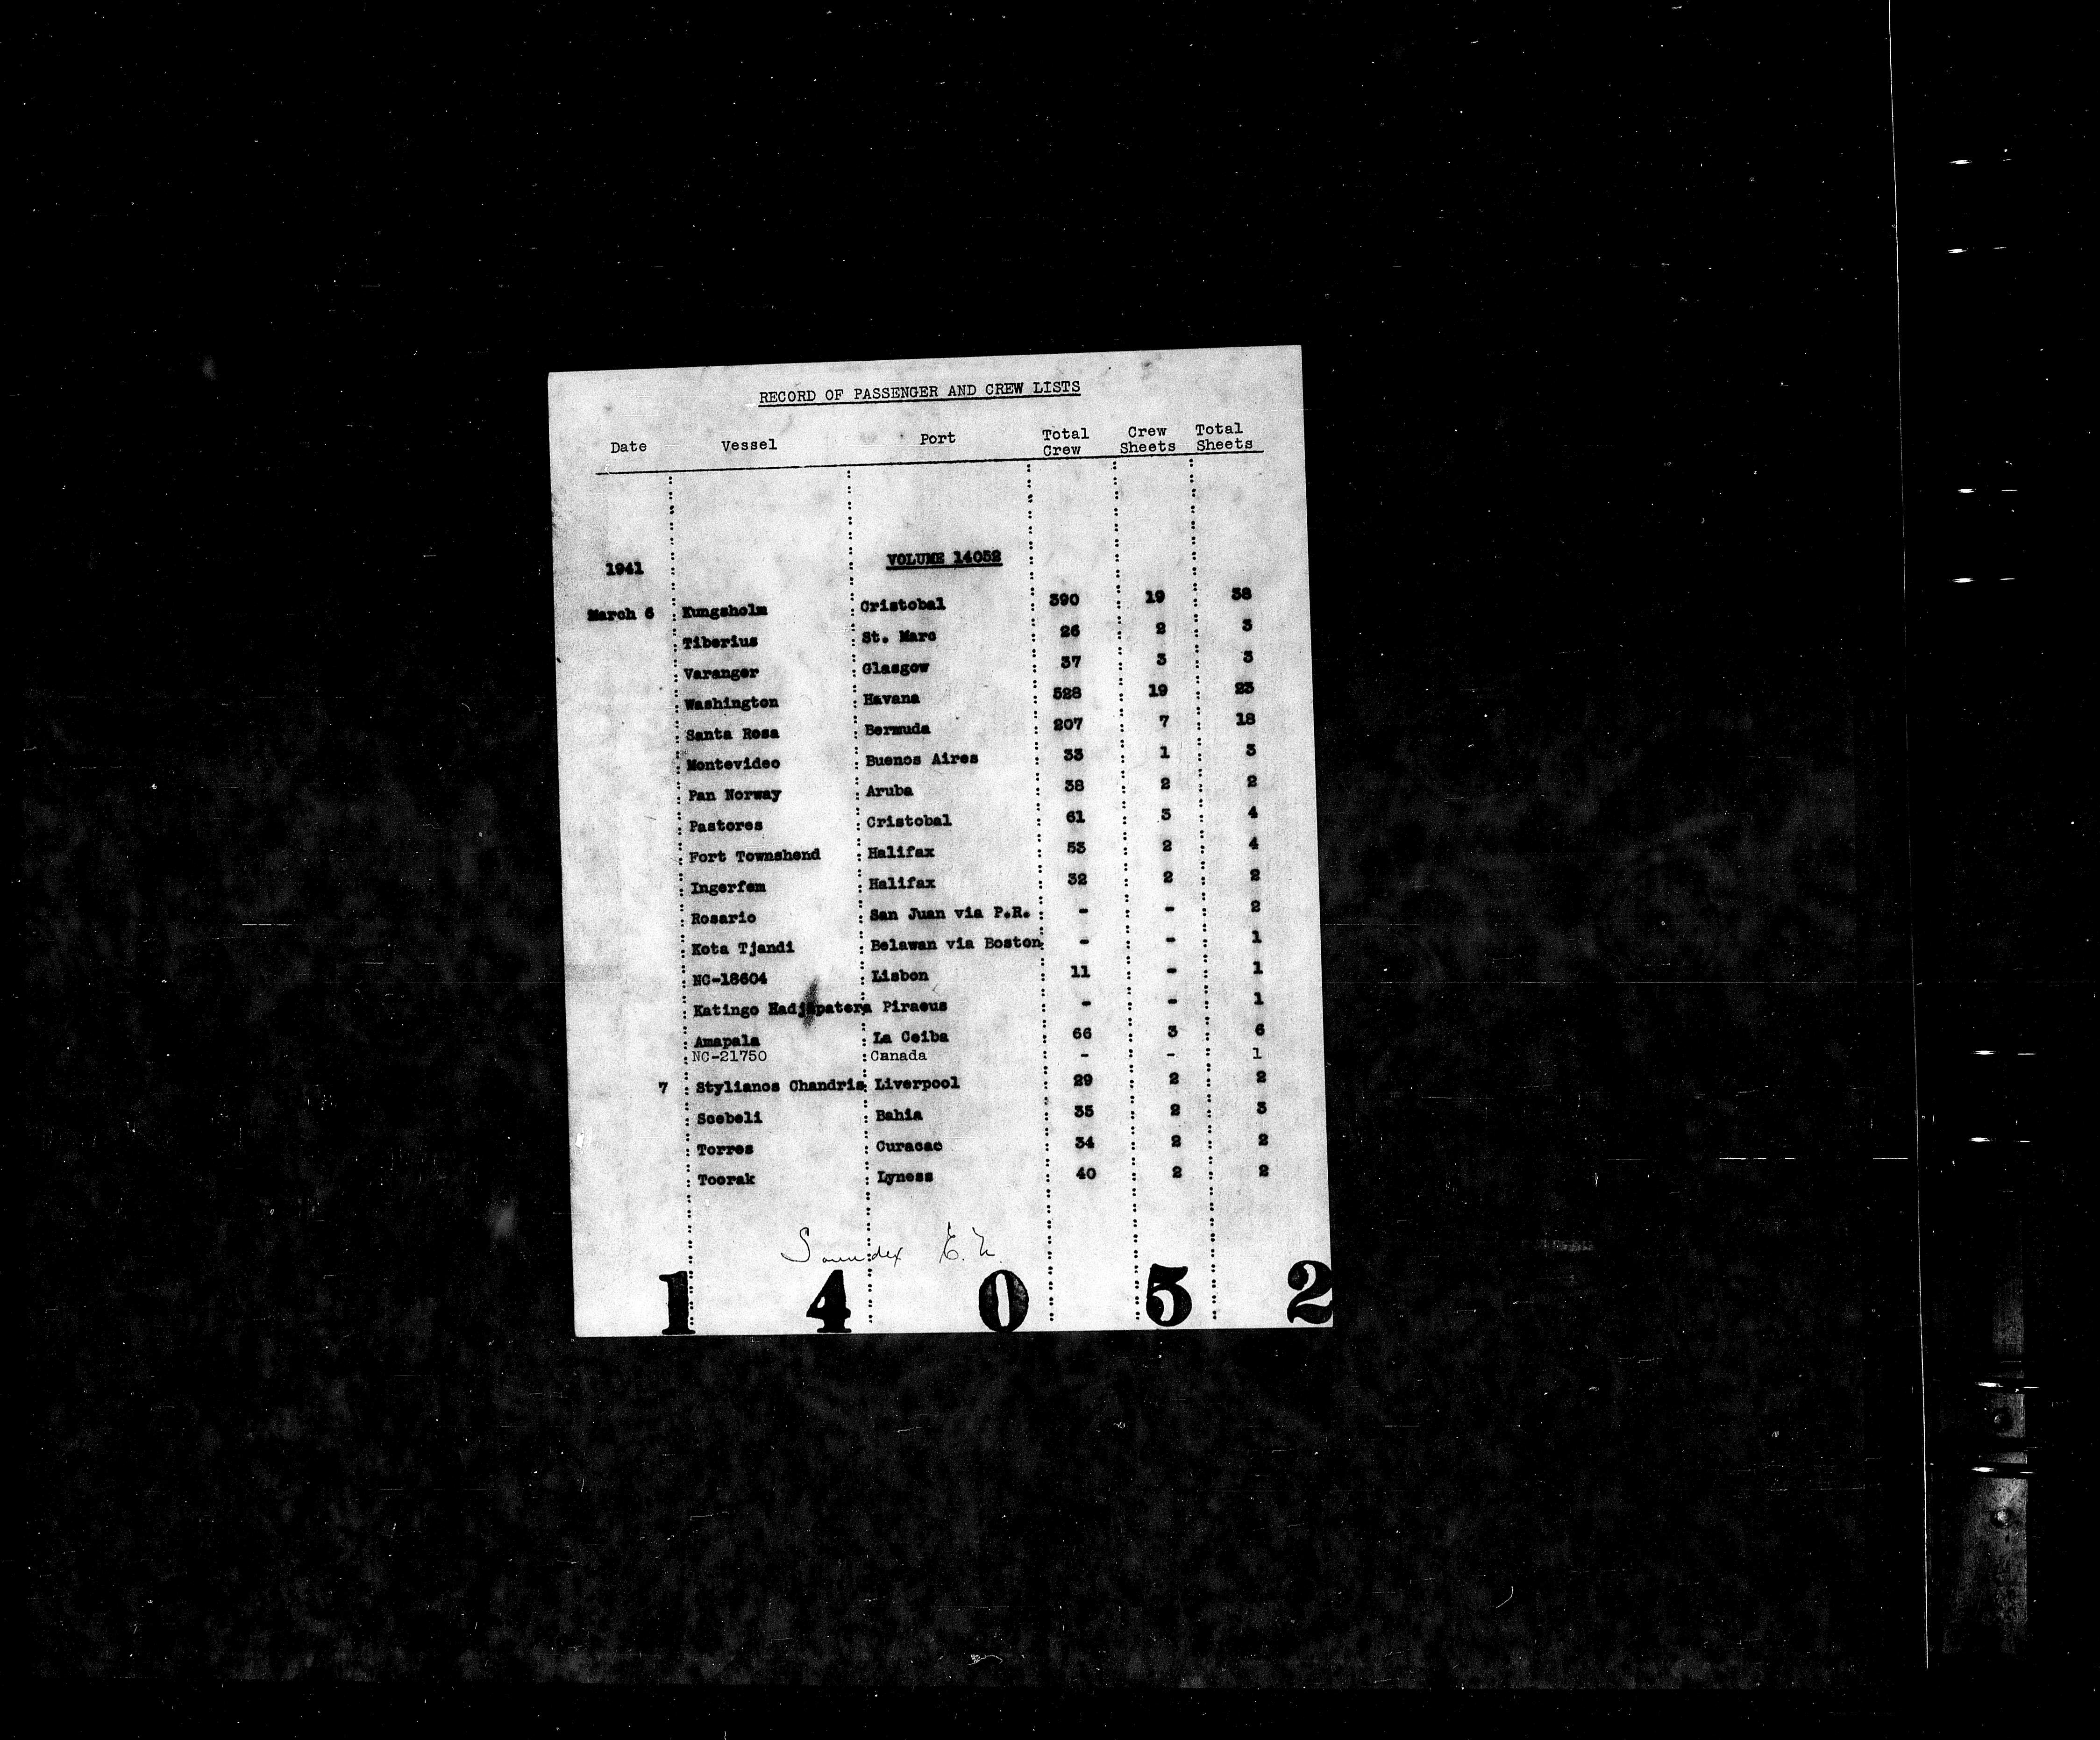 RECORD OF PASSENGER AND CREW LISTS
Date Vessel Port Total Crew Crew Sheets Total Sheets
1941 VOLUME 14052
March 6 Kungsholm Cristobal 390 19 38
Tiberius St. Marc 26 2 3
Varanger Glasgow 37 3 3
Washington Havana 528 19 23
Santa Rosa Bermuda 207 7 18
Montevideo Buenos Aires 33 1 3
Pan Norway Aruba 38 2 2
Pastores Cristobal 61 3 4
Fort Townshend Halifax 53 2 4
Ingerfem Halifax 32 2 2
Rosario San Juan via P.R. - - 2
Kota Tjandi Belawan via Boston - - 1
NC-18604 Lisbon 11 - 1
Katingo Hadjipatera Piraeus - - 1
Amapala La Ceiba 66 3 6
NC-21750 Canada - - 1
7 Stylianos Chandris Liverpool 29 2 2
Scebeli Bahia 35 2 3
Torres Curacao 34 2 2
Toorak Lyness 40 2 2
Soundex
14052